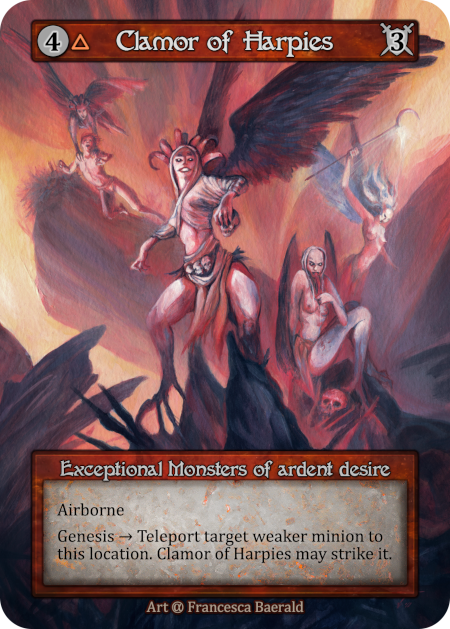 4 Clamor of Harpies 3
Exceptional Monsters of ardent desire
Airborne
Genesis → Teleport target weaker minion to
this location. Clamor of Harpies may strike it.
Art @ Francesca Baerald